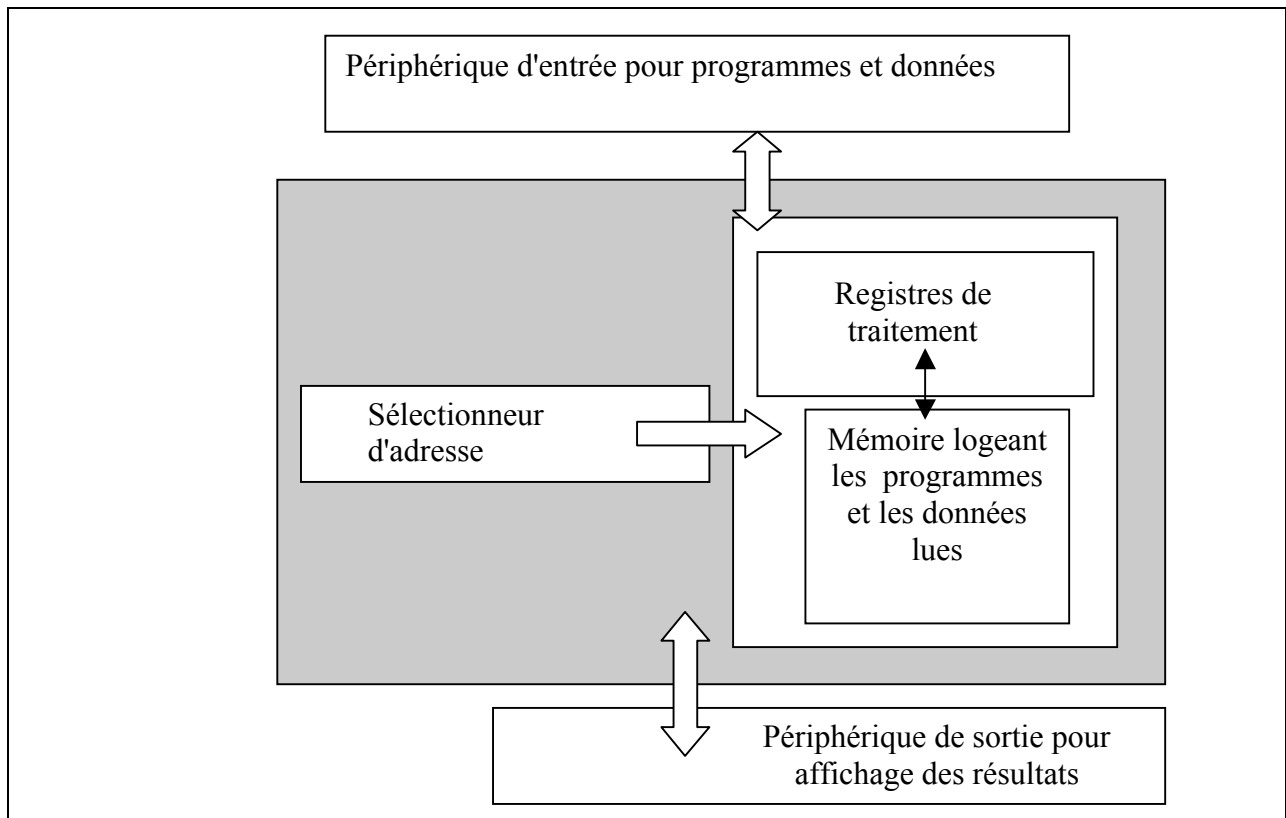 Périphérique d'entrée pour programmes et données
Registres de
traitement
Sélectionneur
d'adresse
Mémoire logeant
les programmes
et les données
lues
Périphérique de sortie pour
affichage des résultats